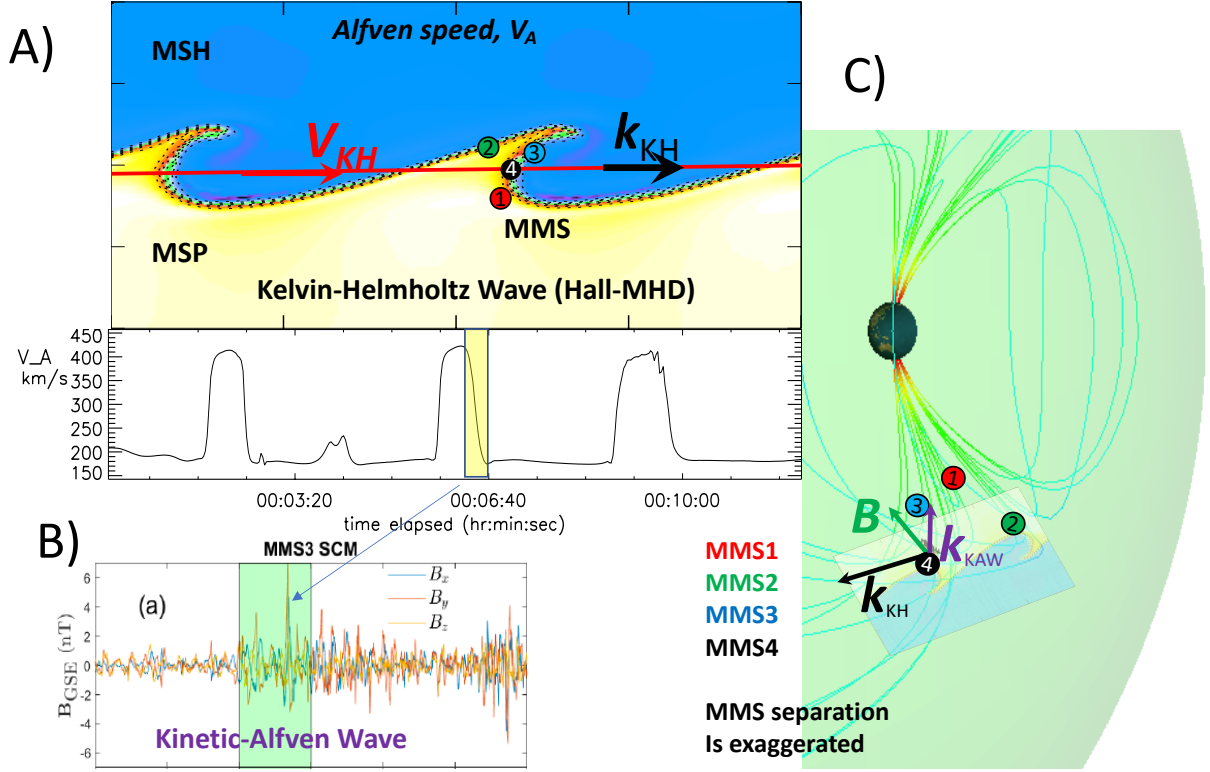 A)
MSH
Alfven speed, V_A
V_KH
k_KH
2
3
4
1
MSP
MMS
Kelvin-Helmholtz Wave (Hall-MHD)
450
V_A
400
km/s
350
300
250
200
150
00:03:20
00:06:40
00:10:00
time elapsed (hr:min:sec)
B)
MMS3 SCM
6
4
2
0
-2
-4
-6
B_GSE (nT)
(a)
B_x
B_y
B_z
Kinetic-Alfven Wave
C)
1
3
2
B
k_KAW
4
k_KH
MMS1
MMS2
MMS3
MMS4
MMS separation
Is exaggerated